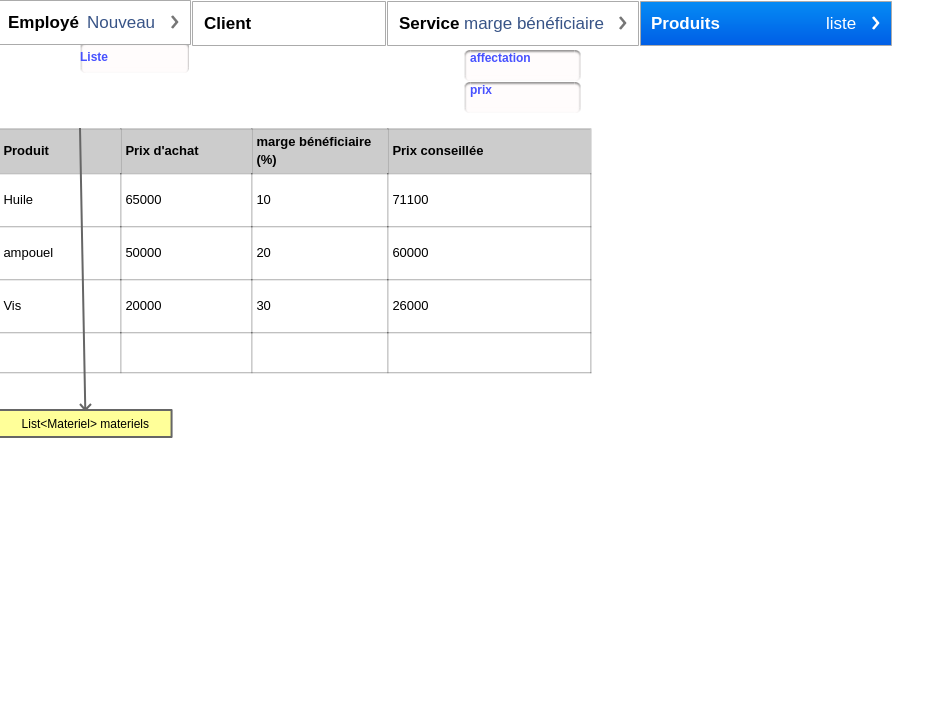 Employé Nouveau Client Service marge bénéficiaire Produits liste
Liste affectation
prix
Produit Prix d'achat marge bénéficiaire (%) Prix conseillée
Huile 65000 10 71100
ampouel 50000 20 60000
Vis 20000 30 26000
List<Materiel> materiels